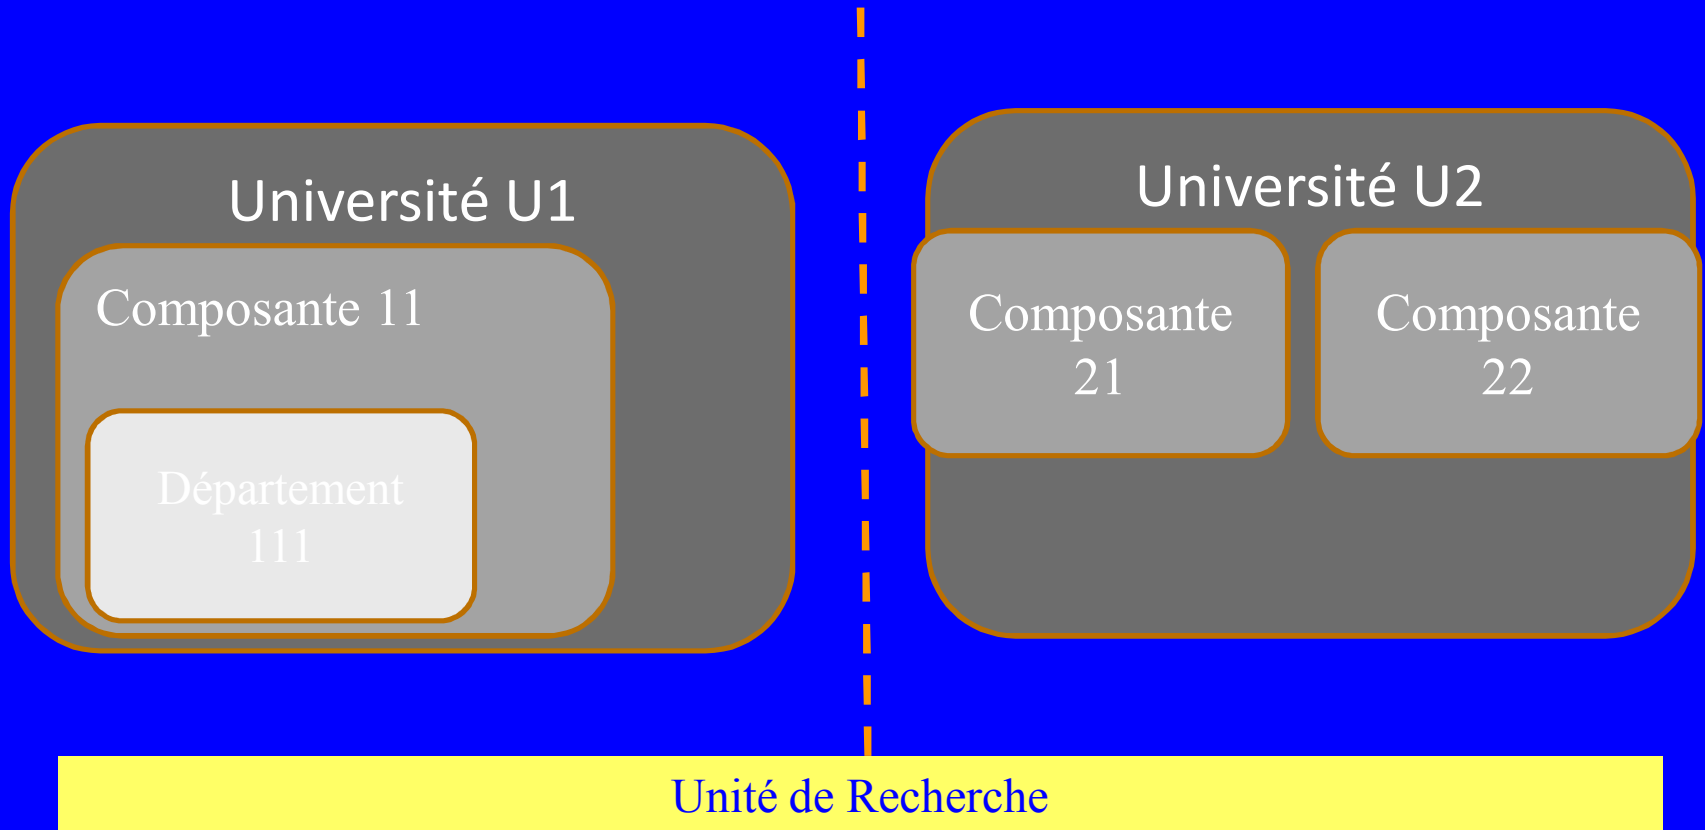 Université U1
Composante 11
Département
111
Université U2
Composante
21
Composante
22
Unité de Recherche